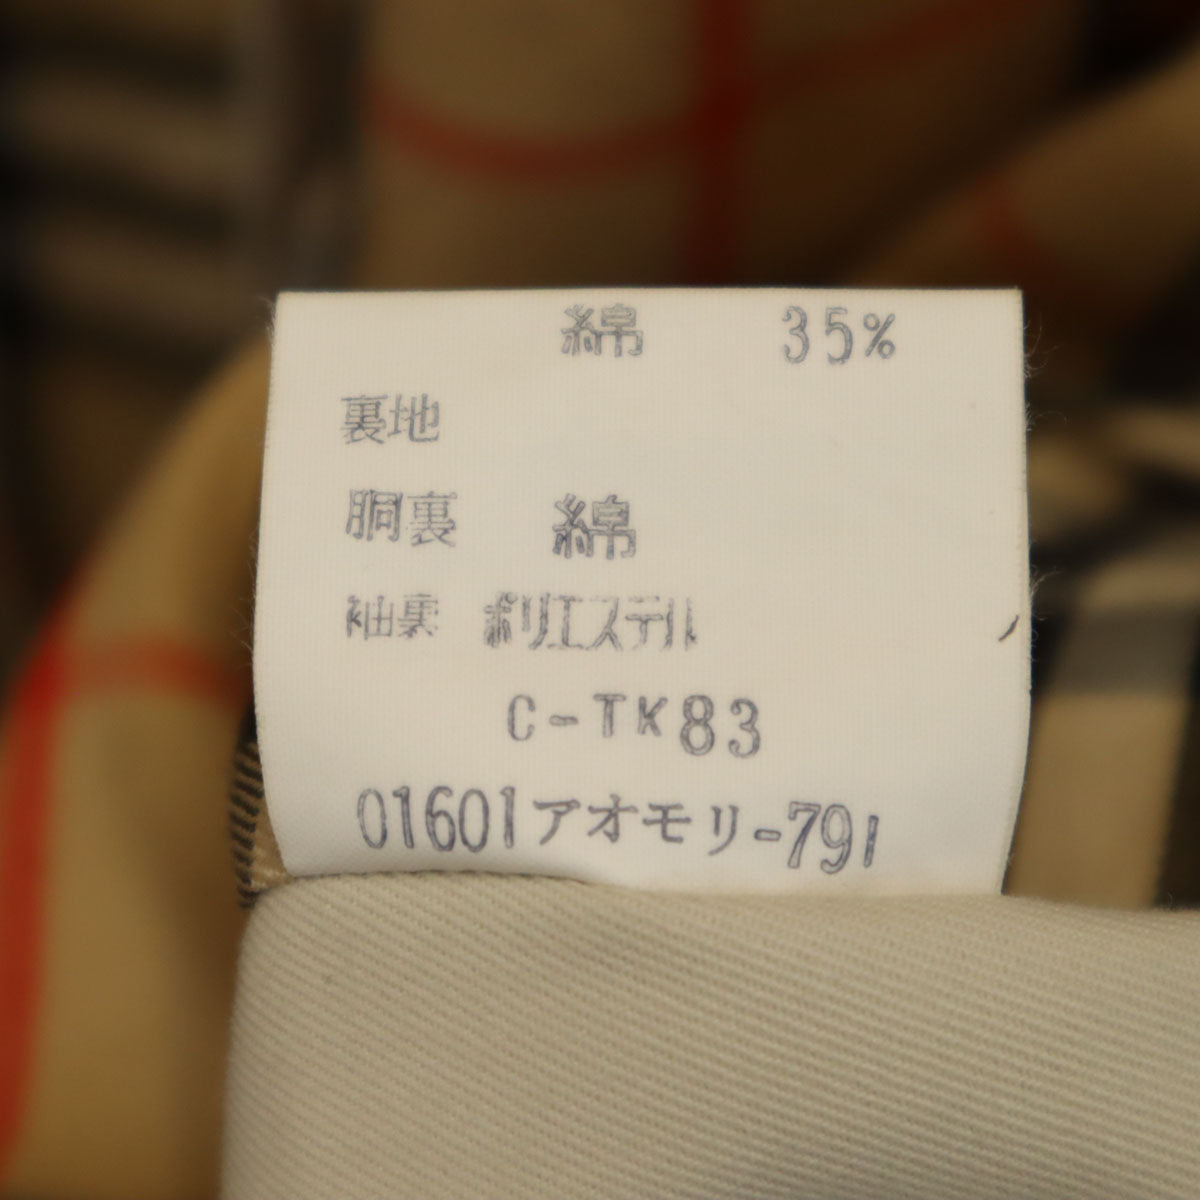 綿 35%
裏地
胴裏 綿
袖裏 ポリエステル
C-TK83
01601アオモリ-791